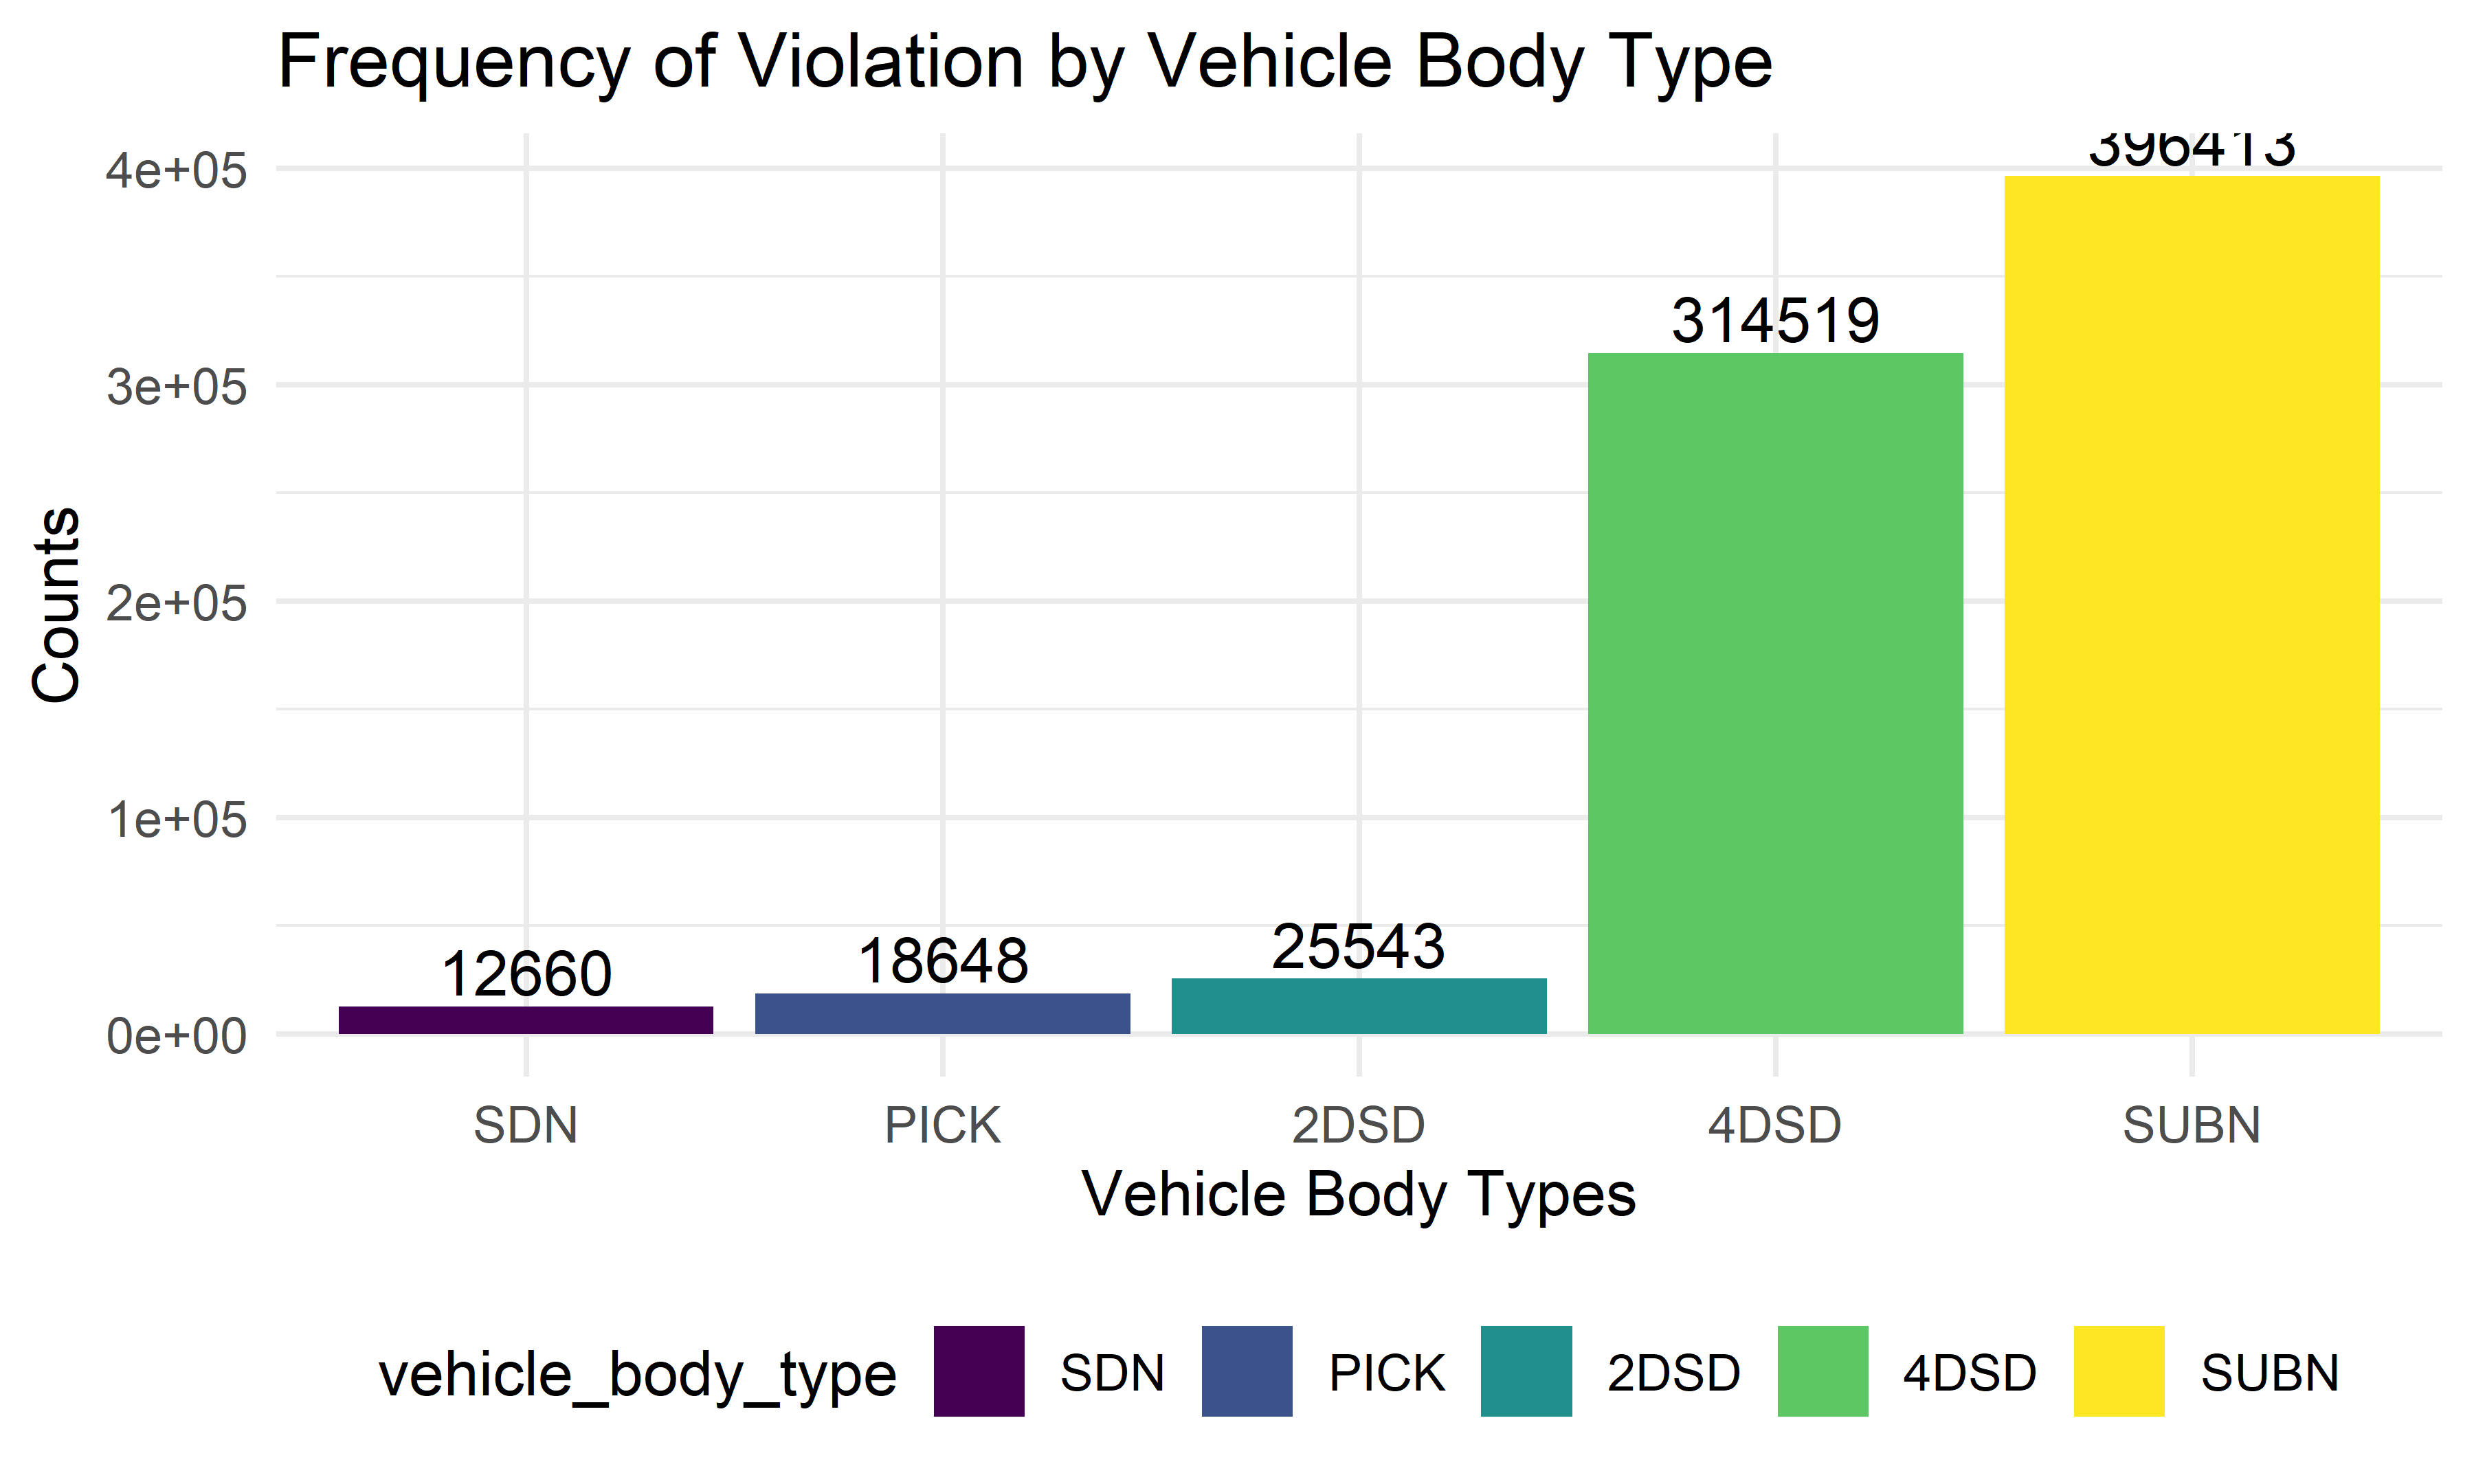 Frequency of Violation by Vehicle Body Type
Counts
4e+05
3e+05
2e+05
1e+05
0e+00
396413
314519
25543
18648
12660
SDN PICK 2DSD 4DSD SUBN
Vehicle Body Types
vehicle_body_type SDN PICK 2DSD 4DSD SUBN